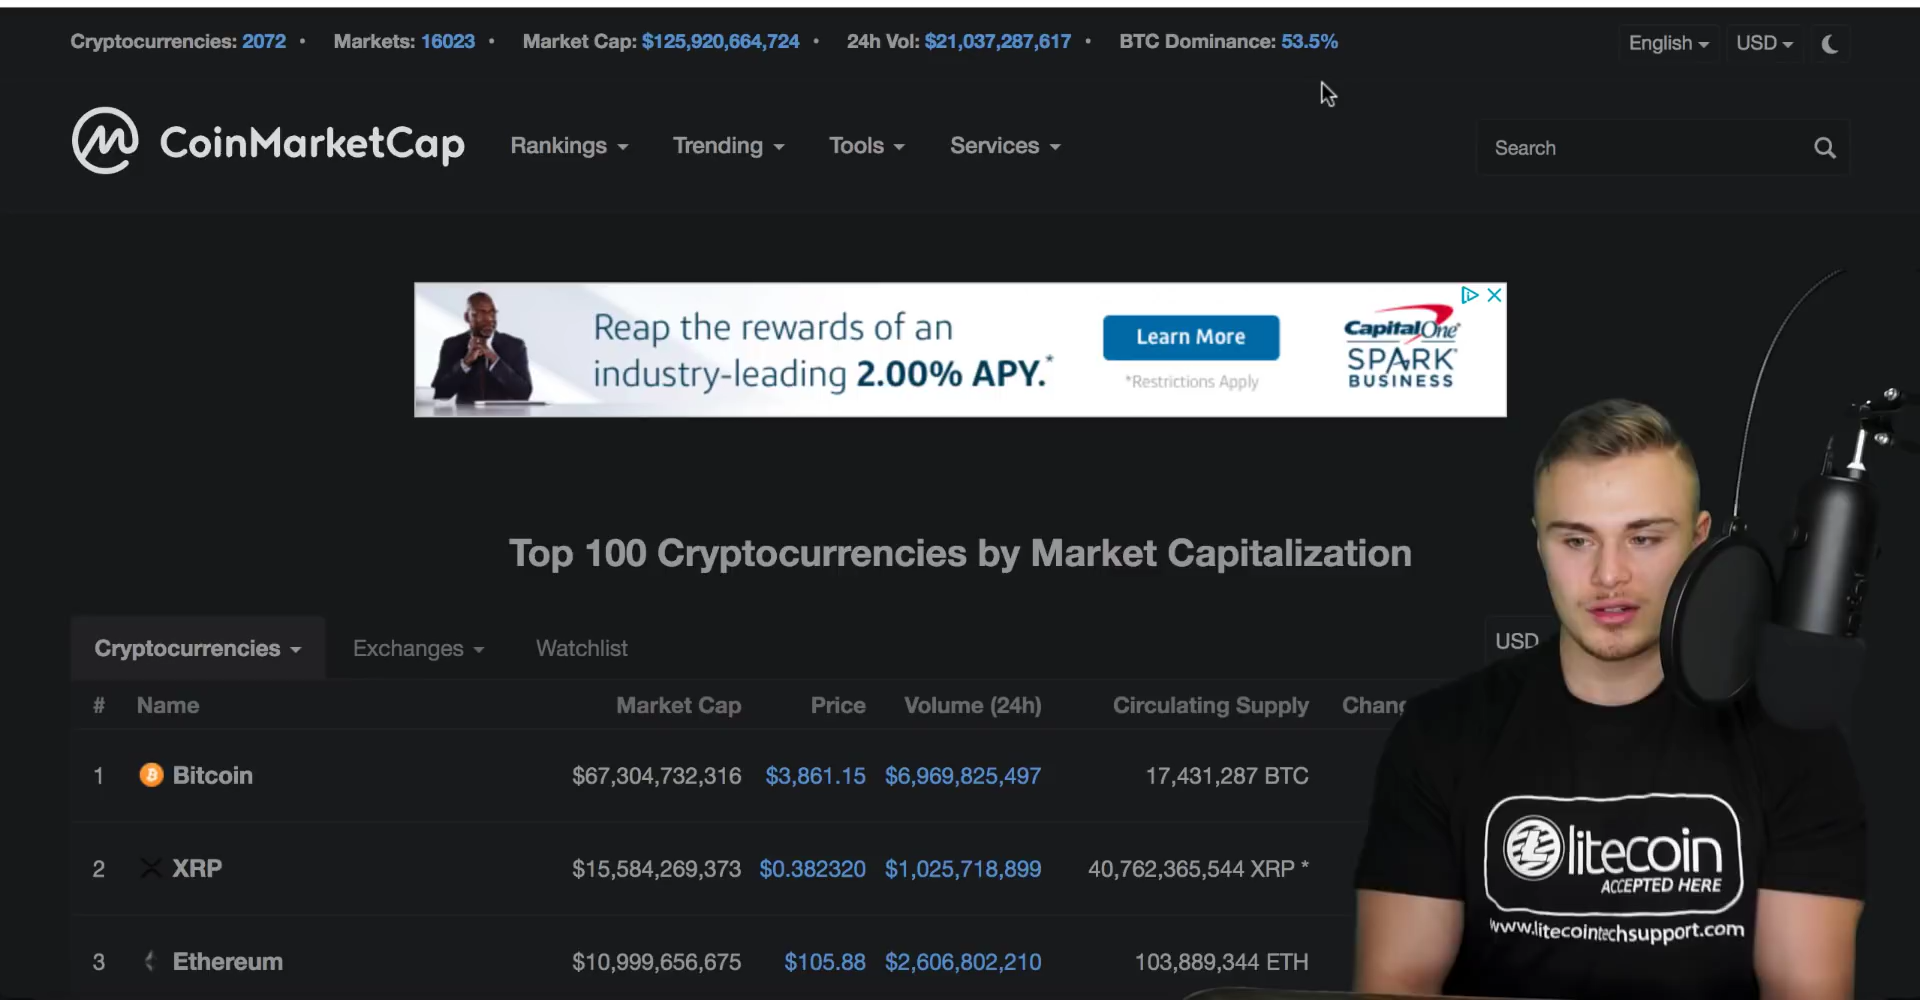 Cryptocurrencies: 2072 • Markets: 16023 • Market Cap: $125,920,664,724 • 24h Vol: $21,037,287,617 • BTC Dominance: 53.5%
English USD
CoinMarketCap Rankings Trending Tools Services Search
Reap the rewards of an
industry-leading 2.00% APY.*
Learn More
*Restrictions Apply
CapitalOne
SPARK
BUSINESS
Top 100 Cryptocurrencies by Market Capitalization
Cryptocurrencies Exchanges Watchlist USD
# Name Market Cap Price Volume (24h) Circulating Supply Chang
1 Bitcoin $67,304,732,316 $3,861.15 $6,969,825,497 17,431,287 BTC
2 XRP $15,584,269,373 $0.382320 $1,025,718,899 40,762,365,544 XRP *
3 Ethereum $10,999,656,675 $105.88 $2,606,802,210 103,889,344 ETH
litecoin
ACCEPTED HERE
www.litecointechsupport.com